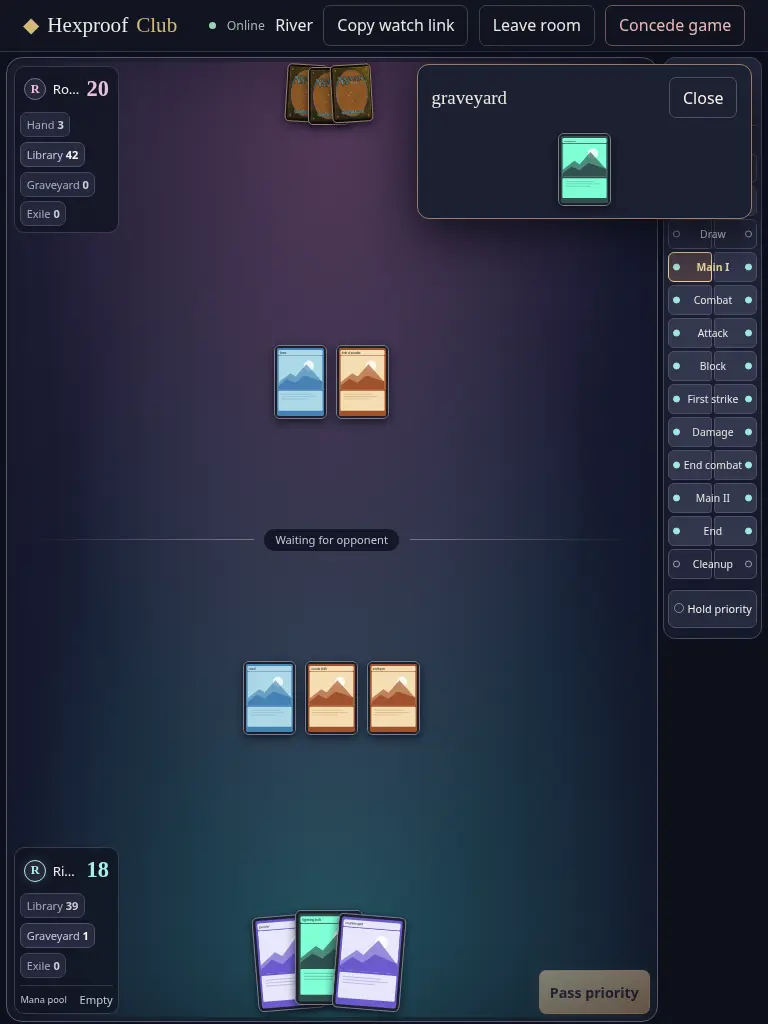 Hexproof Club
Online River
Copy watch link
Leave room
Concede game
R Ro... 20
Hand 3
Library 42
Graveyard 0
Exile 0
graveyard
Close
Draw
Main I
Combat
Attack
Block
First strike
Damage
End combat
Main II
End
Cleanup
Hold priority
Waiting for opponent
R Ri... 18
Library 39
Graveyard 1
Exile 0
Mana pool Empty
Pass priority